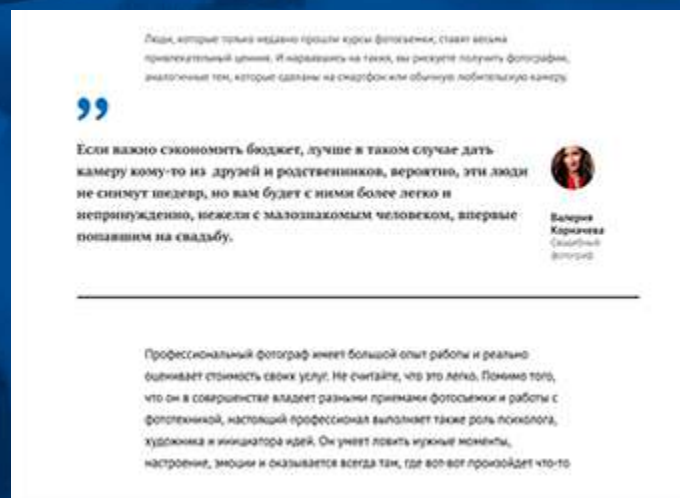 Люди, которые только недавно прошли курсы фотосъемки, ставят весьма
привлекательный ценник. И нарвавшись на таких, вы рискуете получить фотографии,
аналогичные тем, которые сделаны на смартфон или обычную любительскую камеру.
”
Если важно сэкономить бюджет, лучше в таком случае дать
камеру кому-то из друзей и родственников, вероятно, эти люди
не снимут шедевр, но вам будет с ними более легко и
непринужденно, нежели с малознакомым человеком, впервые
попавшим на свадьбу.
Валерия
Корначева
Свадебный
фотограф
Профессиональный фотограф имеет большой опыт работы и реально
оценивает стоимость своих услуг. Не считайте, что это легко. Помимо того,
что он в совершенстве владеет разными приемами фотосъемки и работы с
фототехникой, настоящий профессионал выполняет также роль психолога,
художника и инициатора идей. Он умеет ловить нужные моменты,
настроение, эмоции и оказывается всегда там, где вот-вот произойдет что-то